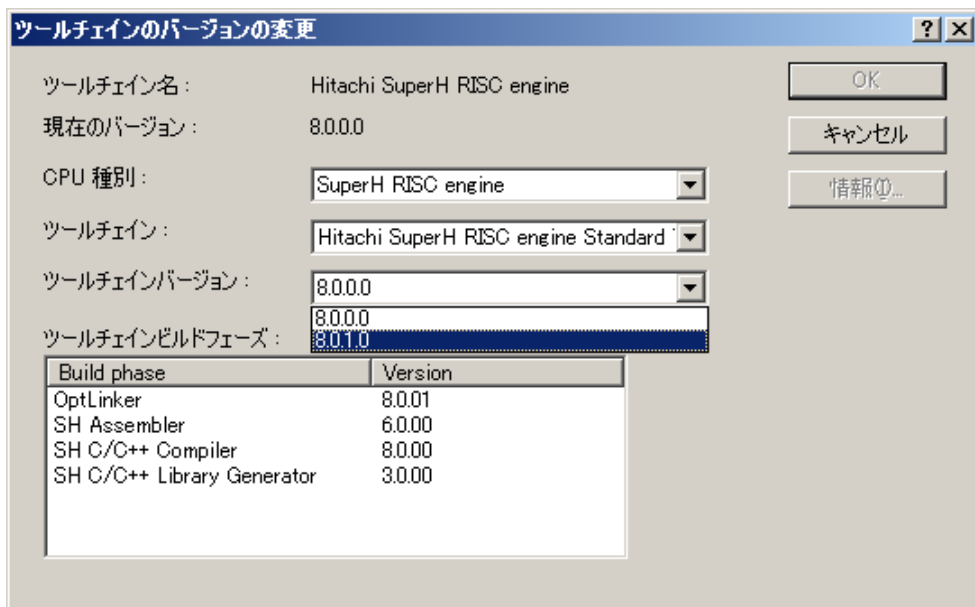 ツールチェインのバージョンの変更
ツールチェイン名: Hitachi SuperH RISC engine
OK
現在のバージョン: 8.0.0.0
キャンセル
CPU 種別: SuperH RISC engine
情報(I)...
ツールチェイン: Hitachi SuperH RISC engine Standard
ツールチェインバージョン: 8.0.0.0
8.0.0.0
ツールチェインビルドフェーズ: 8.0.1.0
Build phase Version
OptLinker 8.0.01
SH Assembler 6.0.00
SH C/C++ Compiler 8.0.00
SH C/C++ Library Generator 3.0.00